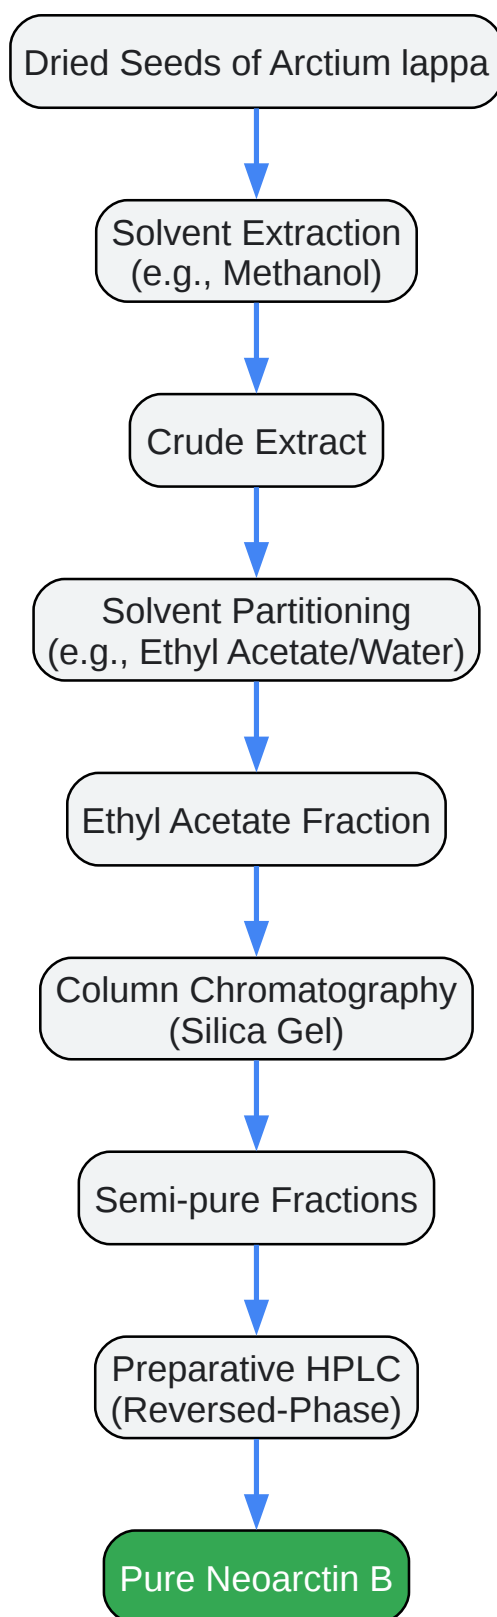 Dried Seeds of Arctium lappa
Solvent Extraction
(e.g., Methanol)
Crude Extract
Solvent Partitioning
(e.g., Ethyl Acetate/Water)
Ethyl Acetate Fraction
Column Chromatography
(Silica Gel)
Semi-pure Fractions
Preparative HPLC
(Reversed-Phase)
Pure Neoarctin B